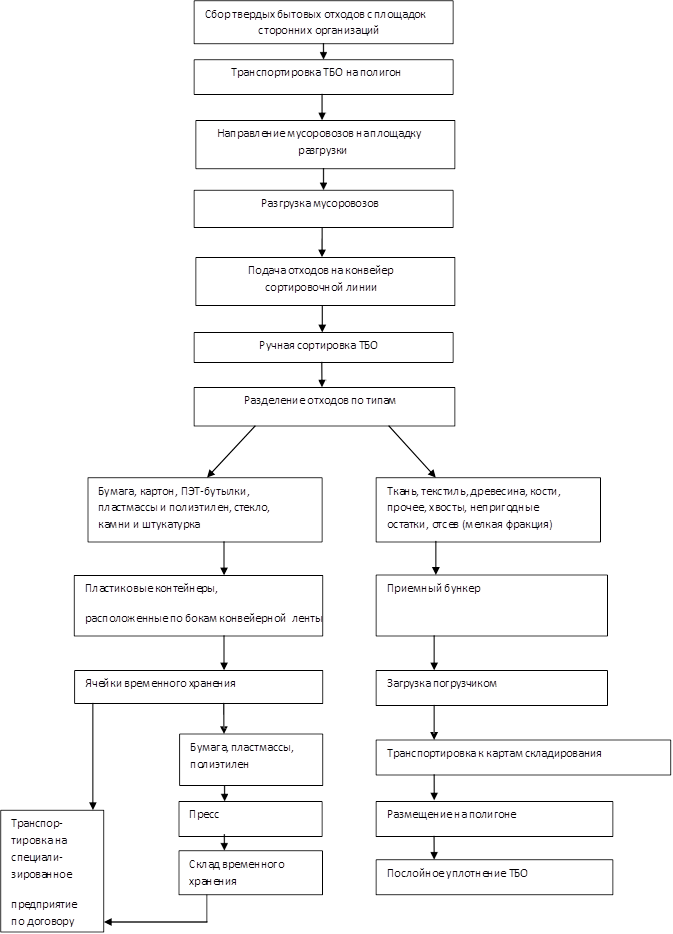 Сбор твердых бытовых отходов с площадок
сторонних организаций
Транспортировка ТБО на полигон
Направление мусоровозов на площадку
разгрузки
Разгрузка мусоровозов
Подача отходов на конвейер
сортировочной линии
Ручная сортировка ТБО
Разделение отходов по типам
Бумага, картон, ПЭТ-бутылки,
пластмассы и полиэтилен, стекло,
камни и штукатурка
Пластиковые контейнеры,
расположенные по бокам конвейерной ленты
Ячейки временного хранения
Бумага, пластмассы,
полиэтилен
Пресс
Склад временного
хранения
Транспор-
тировка на
специали-
зированное
предприятие
по договору
Ткань, текстиль, древесина, кости,
прочее, хвосты, непригодные
остатки, отсев (мелкая фракция)
Приемный бункер
Загрузка погрузчиком
Транспортировка к картам складирования
Размещение на полигоне
Послойное уплотнение ТБО